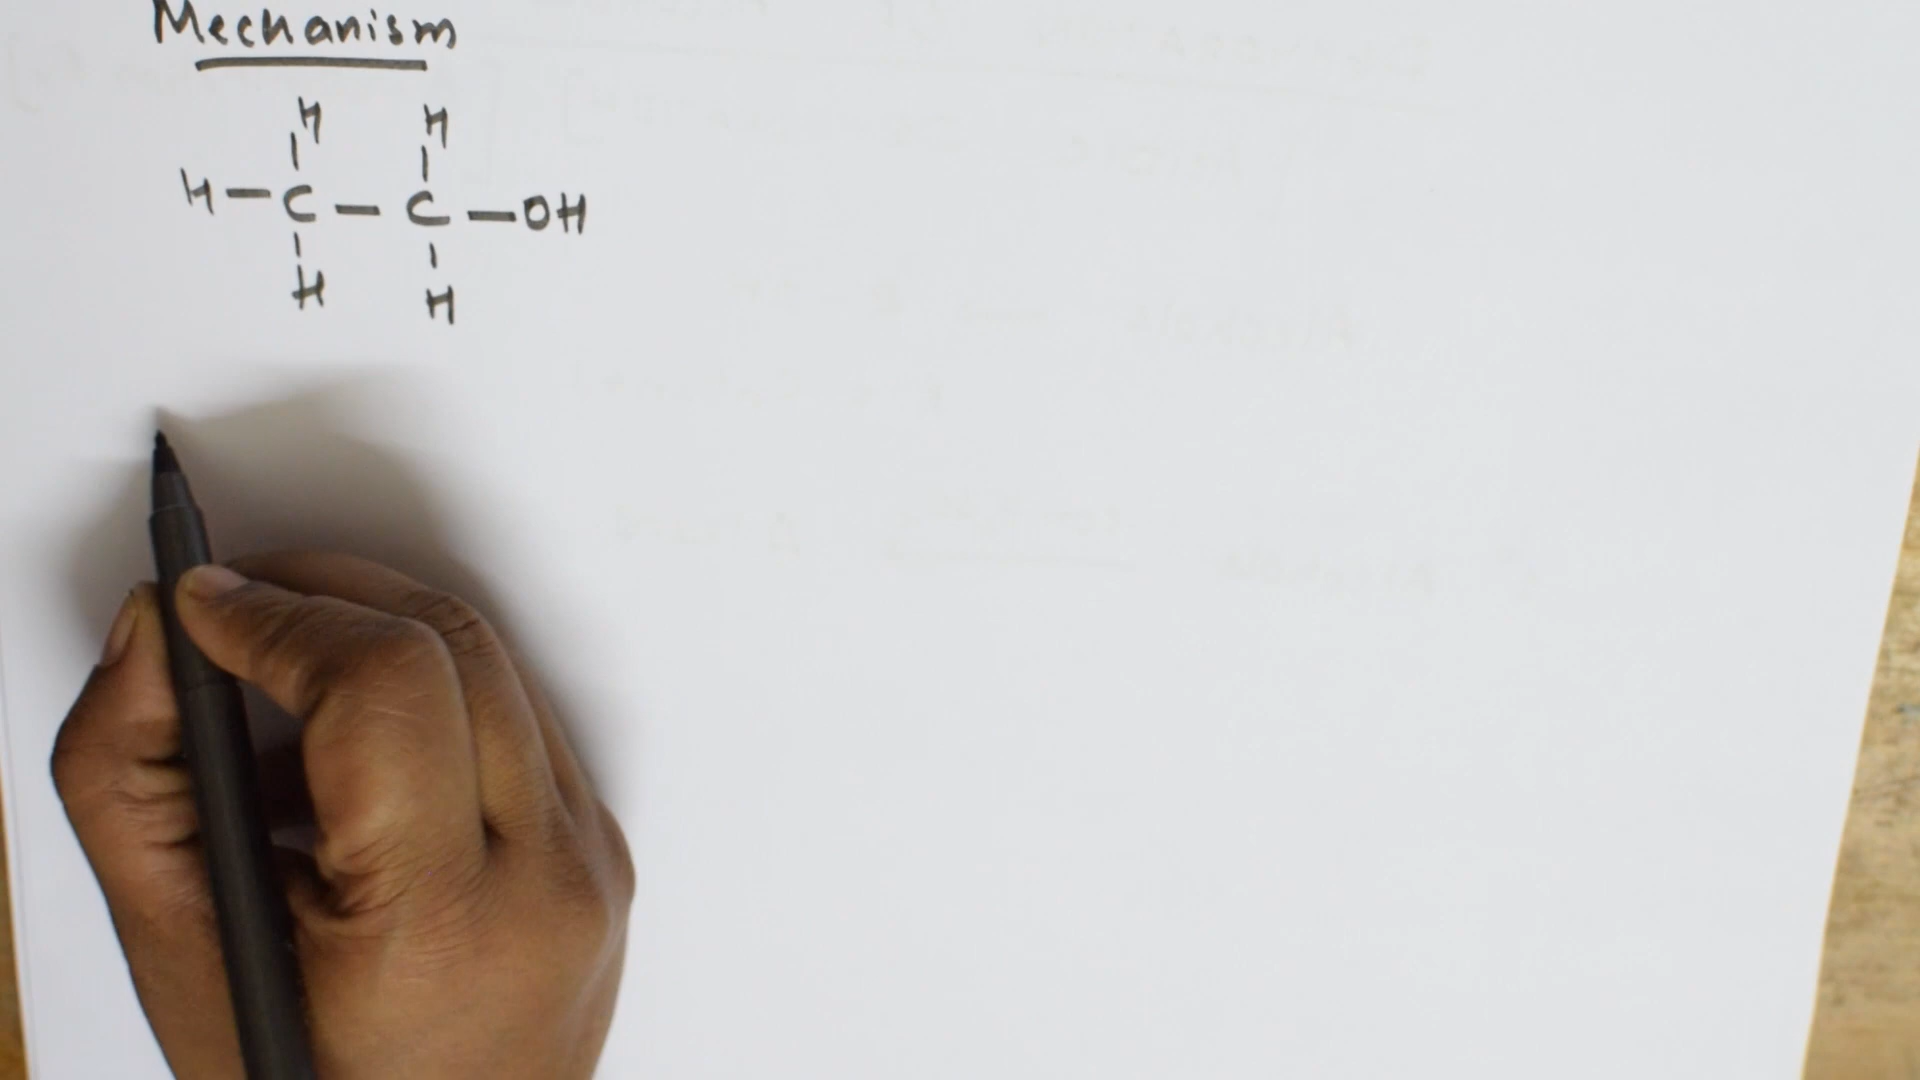 Mechanism
H H
H - C - C - OH
H H